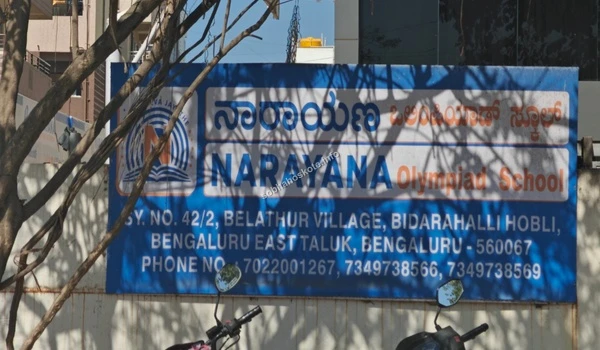 ನಾರಾಯಣ ಒಲಂಪಿಯಾಡ್ ಸ್ಕೂಲ್
NARAYANA Olympiad School
SY. NO. 42/2, BELATHUR VILLAGE, BIDARAHALLI HOBLI,
BENGALURU EAST TALUK, BENGALURU - 560067
PHONE NO. : 7022001267, 7349738566, 7349738569